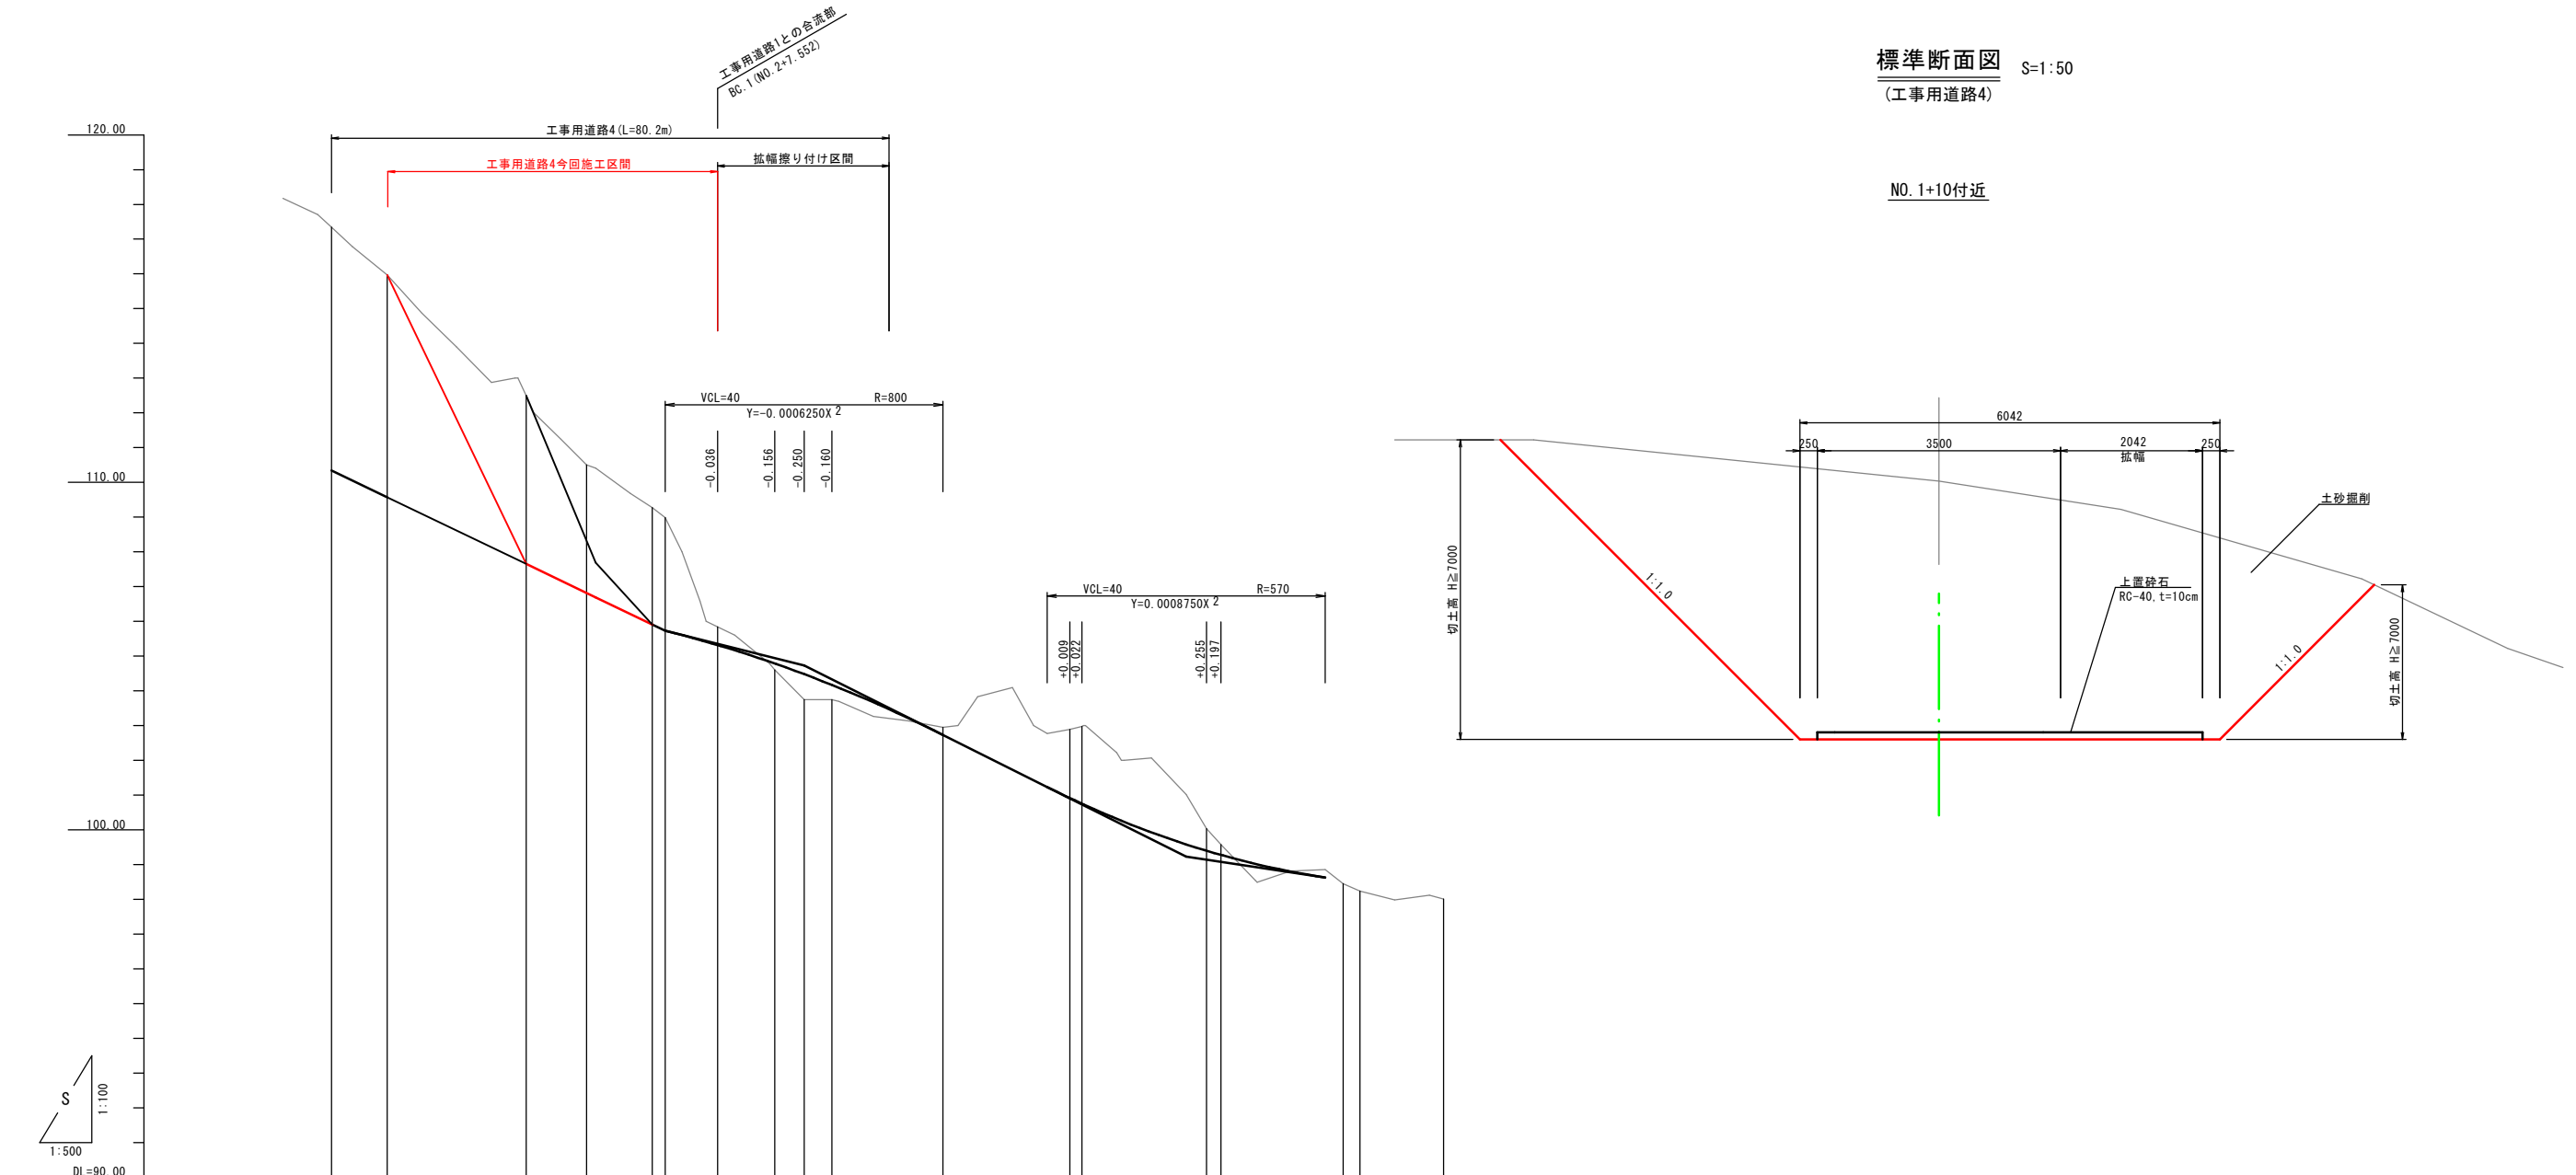 工事用道路1との合流部
BC.1(NO.2+7.552)
標準断面図 S=1:50
(工事用道路4)
120.00
工事用道路4(L=80.2m)
工事用道路4今回施工区間
拡幅擦り付け区間
NO.1+10付近
VCL=40 R=800
Y=-0.0006250X 2
-0.036
-0.156
-0.250
-0.160
110.00
6042
250
3500
2042
250
拡幅
土砂掘削
切土高 H≧7000
1:1.0
上置砕石
RC-40,t=10cm
1:1.0
切土高 H≧7000
VCL=40 R=570
Y=0.0008750X 2
+0.009
+0.022
+0.255
+0.197
100.00
S
1:100
1:500
DL=90.00